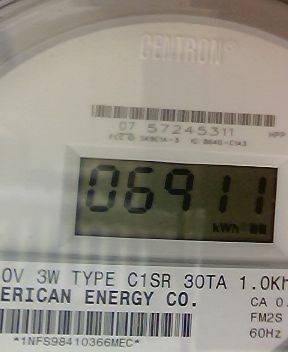 CENTRON®
07 57245311
HPP
06911
kWh
0V 3W TYPE C1SR 30TA 1.0Kh
ERICAN ENERGY CO.
CA 0.
FM2S
60Hz
*1NFS98410366MEC*